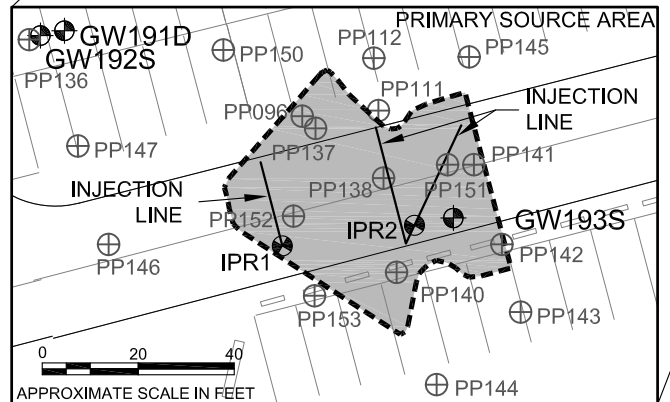 PRIMARY SOURCE AREA
GW191D
GW192S
PP136
PP150
PP112
PP145
PP111
INJECTION
LINE
PP096
PP137
PP147
PP141
INJECTION
LINE
PP138
PP151
PP152
GW193S
IPR2
PP146
IPR1
PP142
PP140
PP153
PP143
0 20 40
APPROXIMATE SCALE IN FEET
PP144